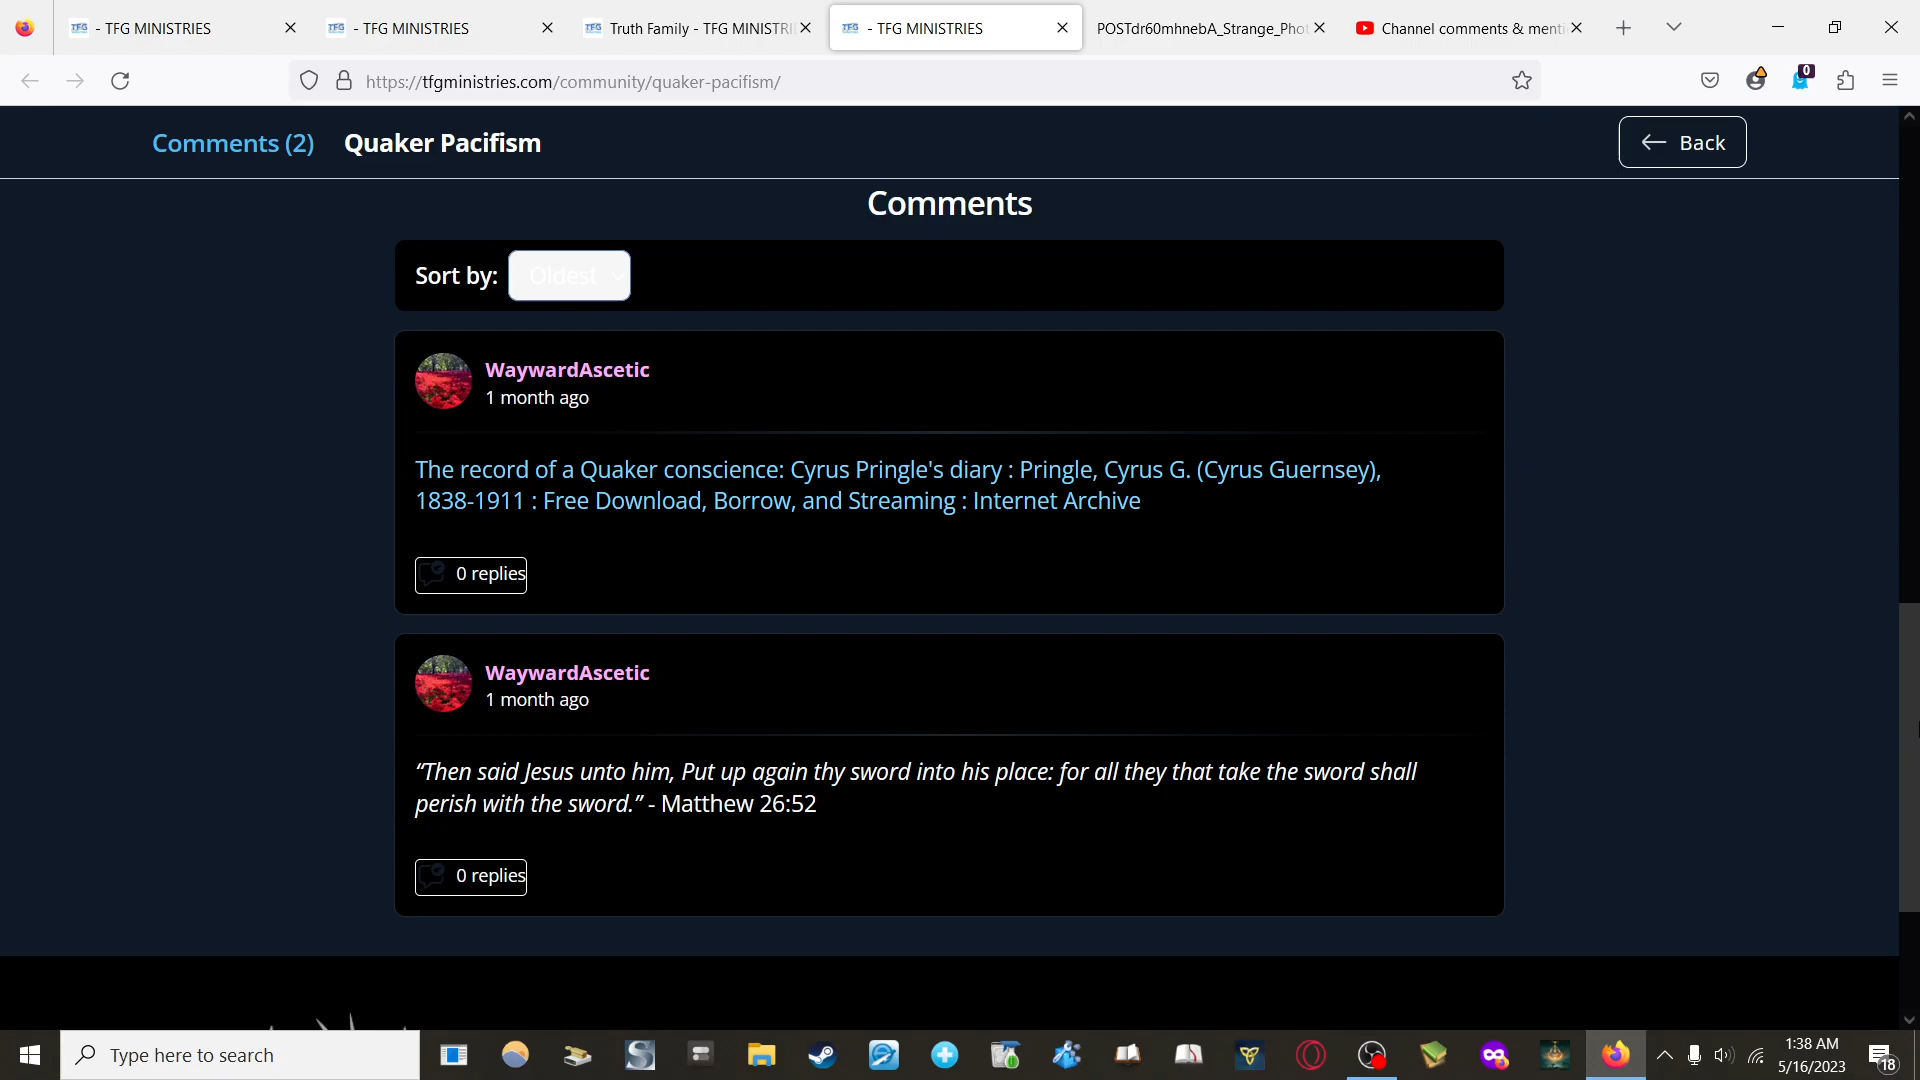 - TFG MINISTRIES
- TFG MINISTRIES
Truth Family - TFG MINISTRI
- TFG MINISTRIES
POSTdr60mhnebA_Strange_Phot
Channel comments & menti
https://tfgministries.com/community/quaker-pacifism/
0
Comments (2) Quaker Pacifism
Back
Comments
Sort by: Oldest
WaywardAscetic
1 month ago
The record of a Quaker conscience: Cyrus Pringle's diary : Pringle, Cyrus G. (Cyrus Guernsey),
1838-1911 : Free Download, Borrow, and Streaming : Internet Archive
0 replies
WaywardAscetic
1 month ago
“Then said Jesus unto him, Put up again thy sword into his place: for all they that take the sword shall
perish with the sword.” - Matthew 26:52
0 replies
Type here to search
1:38 AM
5/16/2023
18